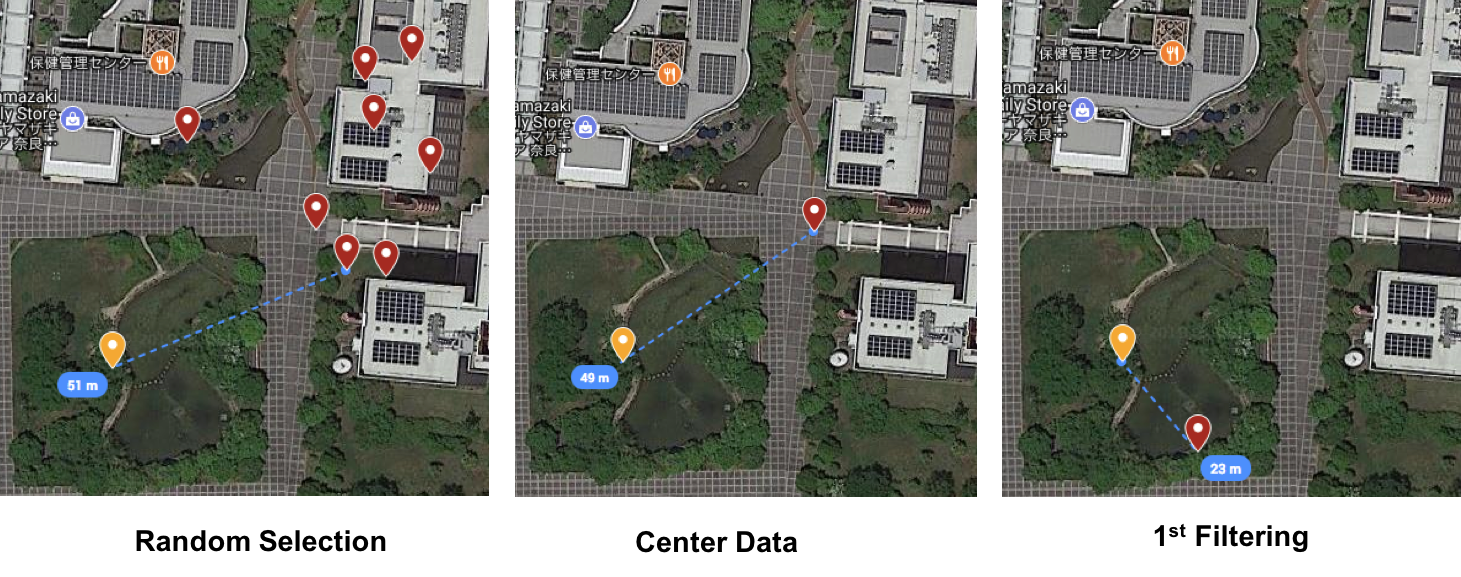 保健管理センター
amazaki
ily Store
ヤマザキ
ア 奈良…
51 m
Random Selection
保健管理センター
amazaki
ily Store
ヤマザキ
ア 奈良…
49 m
Center Data
保健管理センター
amazaki
ily Store
ヤマザキ
ア 奈良…
23 m
1st Filtering